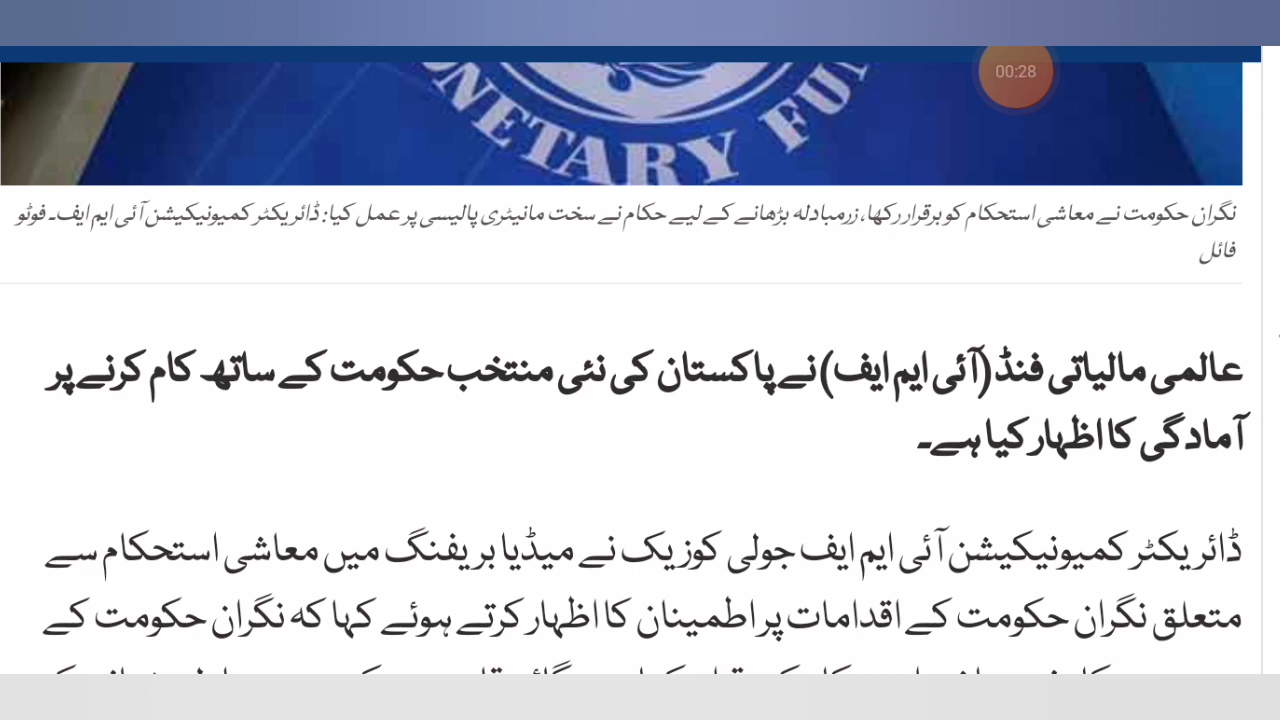 ONETARY FUN
00:28
نگران حکومت نے معاشی استحکام کو برقرار رکھا، زرمبادلہ بڑھانے کے لیے حکام نے سخت مانیٹری پالیسی پر عمل کیا: ڈائریکٹر کمیونیکیشن آئی ایم ایف۔ فوٹو
فائل
عالمی مالیاتی فنڈ (آئی ایم ایف) نے پاکستان کی نئی منتخب حکومت کے ساتھ کام کرنے پر
آمادگی کا اظہار کیا ہے۔
ڈائریکٹر کمیونیکیشن آئی ایم ایف جولی کوزیک نے میڈیا بریفنگ میں معاشی استحکام سے
متعلق نگران حکومت کے اقدامات پر اطمینان کا اظہار کرتے ہوئے کہا کہ نگران حکومت کے